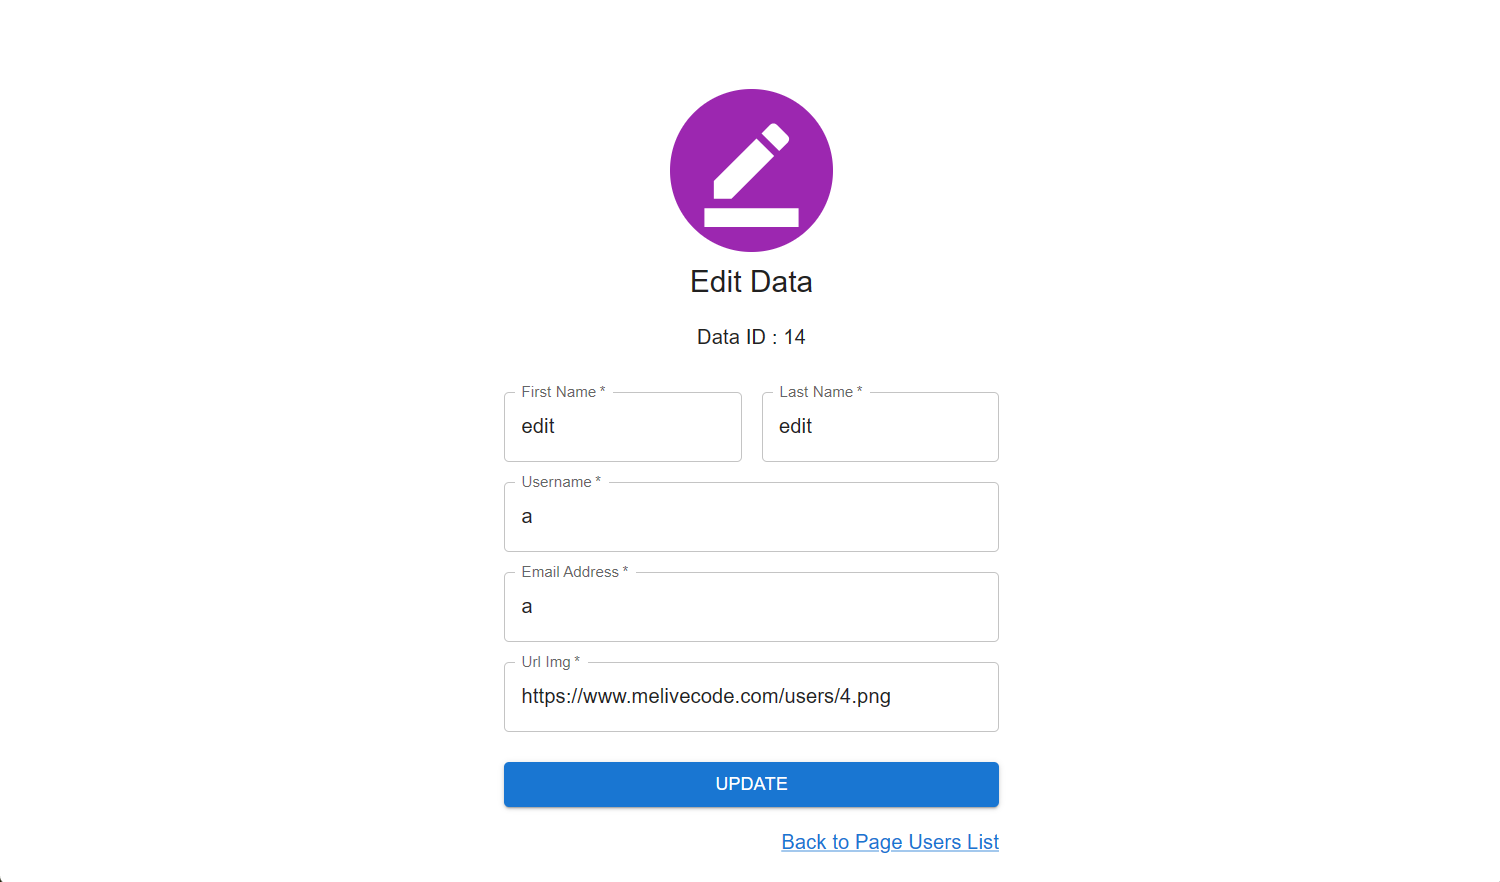 Edit Data
Data ID : 14
First Name *
Last Name *
edit
edit
Username *
a
Email Address *
a
Url Img *
https://www.melivecode.com/users/4.png
UPDATE
Back to Page Users List